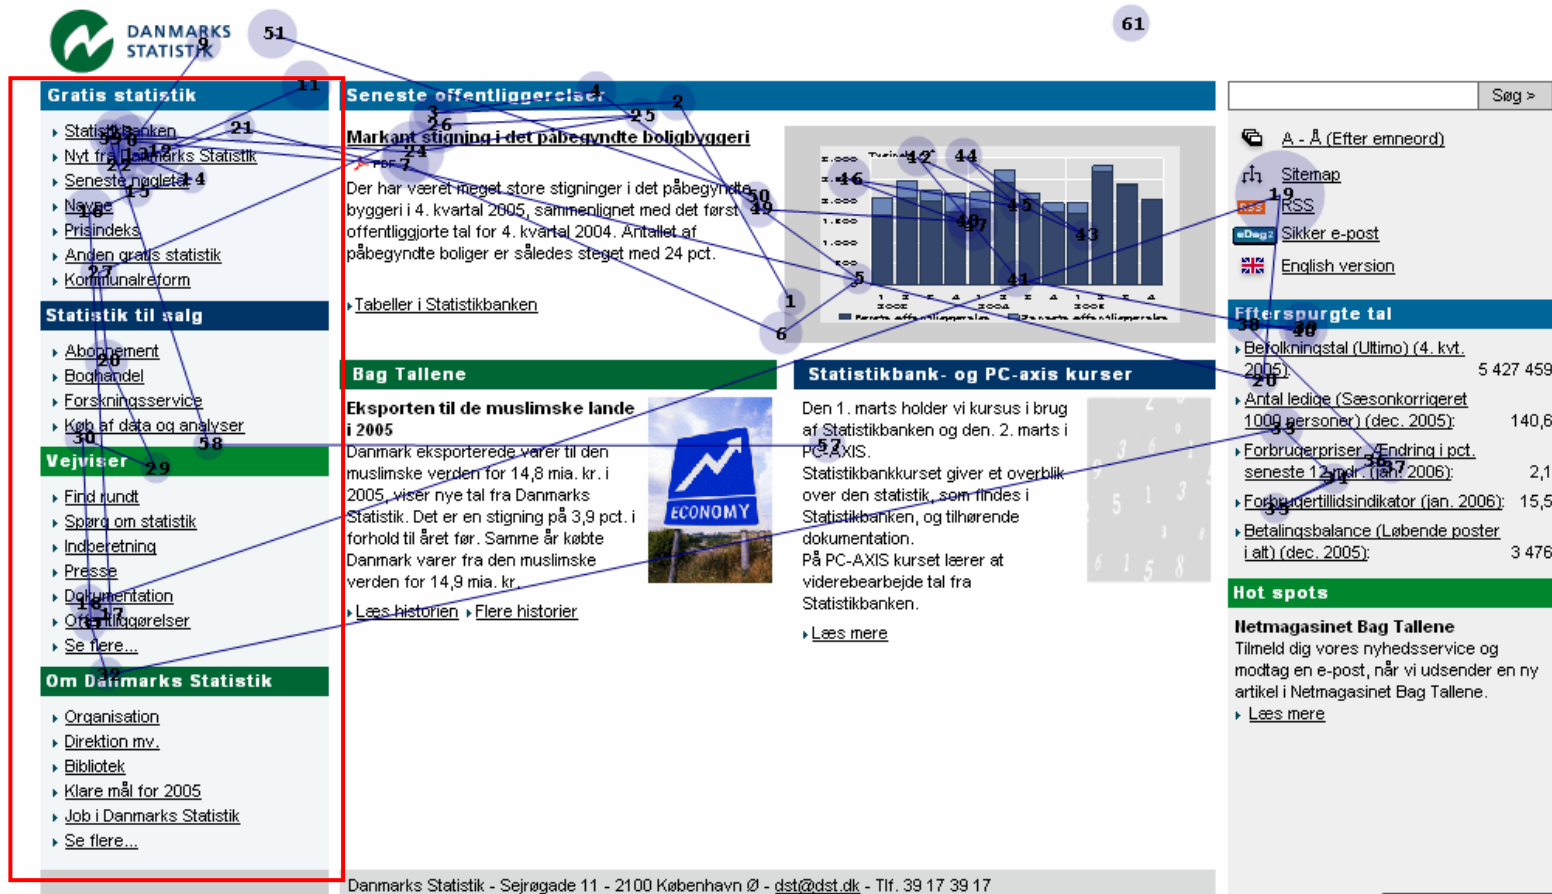 DANMARKS
STATISTIK
Gratis statistik
Statistikbanken
Nyt fra Danmarks Statistik
Seneste nøgletal
Navne
Prisindeks
Anden gratis statistik
Kommunalreform
Statistik til salg
Abonnement
Boghandel
Forskningsservice
Køb af data og analyser
Vejviser
Find rundt
Spørg om statistik
Indberetning
Presse
Dokumentation
Offentliggørelser
Se flere...
Om Danmarks Statistik
Organisation
Direktion mv.
Bibliotek
Klare mål for 2005
Job i Danmarks Statistik
Se flere...
Seneste offentliggørelser
Markant stigning i det påbegyndte boligbyggeri
PDF
Der har været meget store stigninger i det påbegyndte
byggeri i 4. kvartal 2005, sammenlignet med det først
offentliggjorte tal for 4. kvartal 2004. Antallet af
påbegyndte boliger er således steget med 24 pct.
Tabeller i Statistikbanken
Bag Tallene
Eksporten til de muslimske lande
i 2005
Danmark eksporterede varer til den
muslimske verden for 14,8 mia. kr. i
2005, viser nye tal fra Danmarks
Statistik. Det er en stigning på 3,9 pct. i
forhold til året før. Samme år købte
Danmark varer fra den muslimske
verden for 14,9 mia. kr.
Læs historien Flere historier
ECONOMY
Statistikbank- og PC-axis kurser
Den 1. marts holder vi kursus i brug
af Statistikbanken og den. 2. marts i
PC-AXIS.
Statistikbankkurset giver et overblik
over den statistik, som findes i
Statistikbanken, og tilhørende
dokumentation.
På PC-AXIS kurset lærer at
viderebearbejde tal fra
Statistikbanken.
Læs mere
Søg >
A - Å (Efter emneord)
Sitemap
RSS
Sikker e-post
English version
Efterspurgte tal
Befolkningstal (Ultimo) (4. kvt.
2005): 5 427 459
Antal ledige (Sæsonkorrigeret
1000 personer) (dec. 2005): 140,6
Forbrugerpriser Ændring i pct.
seneste 12 mdr. (jan. 2006): 2,1
Forbrugertillidsindikator (jan. 2006): 15,5
Betalingsbalance (Løbende poster
i alt) (dec. 2005): 3 476
Hot spots
Netmagasinet Bag Tallene
Tilmeld dig vores nyhedsservice og
modtag en e-post, når vi udsender en ny
artikel i Netmagasinet Bag Tallene.
Læs mere
Danmarks Statistik - Sejrøgade 11 - 2100 København Ø - dst@dst.dk - Tlf. 39 17 39 17